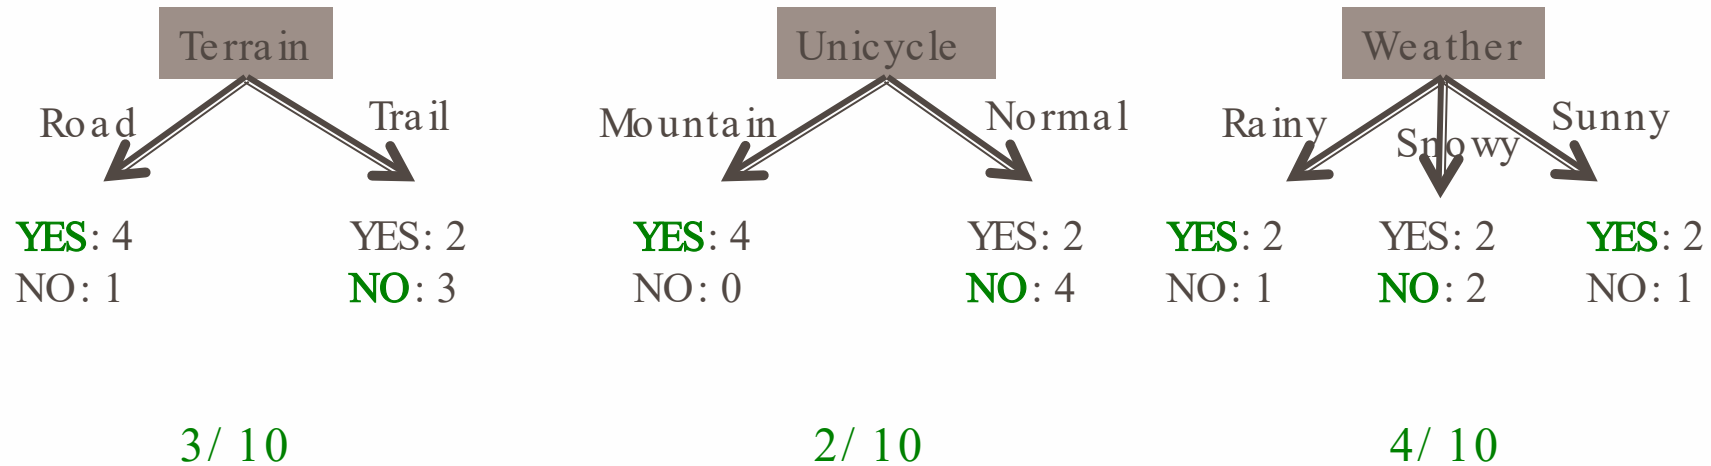 Terrain
Road
Trail
YES: 4
NO: 1
YES: 2
NO: 3
3/ 10
Unicycle
Mountain
Normal
YES: 4
NO: 0
YES: 2
NO: 4
2/ 10
Weather
Rainy
Snowy
Sunny
YES: 2
NO: 1
YES: 2
NO: 2
YES: 2
NO: 1
4/ 10